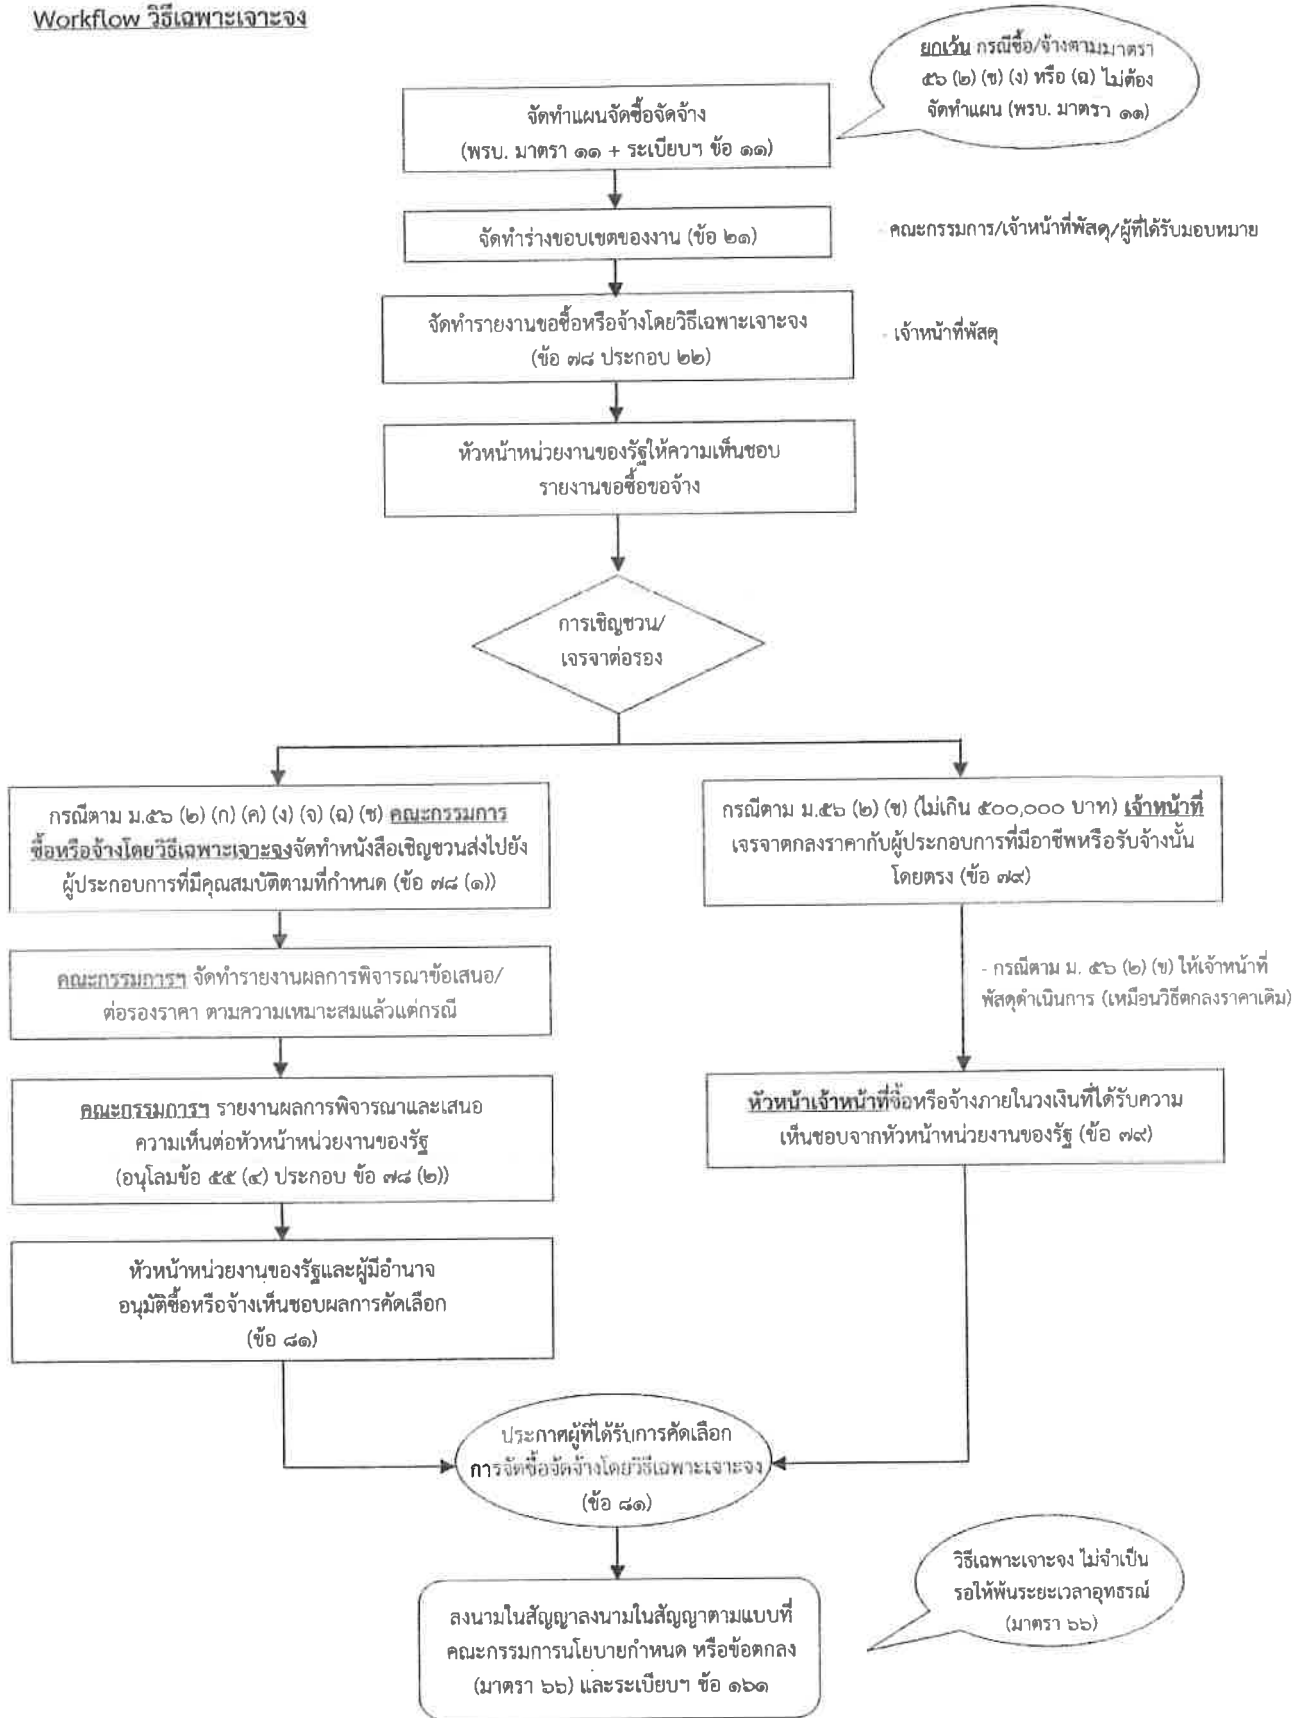 Workflow วิธีเฉพาะเจาะจง
ยกเว้น กรณีซื้อ/จ้างตามมาตรา
๕๖ (๒) (ข) (ง) หรือ (ฉ) ไม่ต้อง
จัดทำแผน (พรบ. มาตรา ๑๑)
จัดทำแผนจัดซื้อจัดจ้าง
(พรบ. มาตรา ๑๑ + ระเบียบฯ ข้อ ๑๑)
จัดทำร่างขอบเขตของงาน (ข้อ ๒๑)
- คณะกรรมการ/เจ้าหน้าที่พัสดุ/ผู้ที่ได้รับมอบหมาย
จัดทำรายงานขอซื้อหรือจ้างโดยวิธีเฉพาะเจาะจง
(ข้อ ๗๘ ประกอบ ๒๒)
- เจ้าหน้าที่พัสดุ
หัวหน้าหน่วยงานของรัฐให้ความเห็นชอบ
รายงานขอซื้อขอจ้าง
การเชิญชวน/
เจรจาต่อรอง
กรณีตาม ม.๕๖ (๒) (ก) (ค) (ง) (จ) (ฉ) (ช) คณะกรรมการ
ซื้อหรือจ้างโดยวิธีเฉพาะเจาะจงจัดทำหนังสือเชิญชวนส่งไปยัง
ผู้ประกอบการที่มีคุณสมบัติตามที่กำหนด (ข้อ ๗๘ (๑))
กรณีตาม ม.๕๖ (๒) (ข) (ไม่เกิน ๕๐๐,๐๐๐ บาท) เจ้าหน้าที่
เจรจาตกลงราคากับผู้ประกอบการที่มีอาชีพหรือรับจ้างนั้น
โดยตรง (ข้อ ๗๙)
คณะกรรมการฯ จัดทำรายงานผลการพิจารณาข้อเสนอ/
ต่อรองราคา ตามความเหมาะสมแล้วแต่กรณี
- กรณีตาม ม. ๕๖ (๒) (ข) ให้เจ้าหน้าที่
พัสดุดำเนินการ (เหมือนวิธีตกลงราคาเดิม)
คณะกรรมการฯ รายงานผลการพิจารณาและเสนอ
ความเห็นต่อหัวหน้าหน่วยงานของรัฐ
(อนุโลมข้อ ๕๕ (๔) ประกอบ ข้อ ๗๘ (๒))
หัวหน้าเจ้าหน้าที่ซื้อหรือจ้างภายในวงเงินที่ได้รับความ
เห็นชอบจากหัวหน้าหน่วยงานของรัฐ (ข้อ ๗๙)
หัวหน้าหน่วยงานของรัฐและผู้มีอำนาจ
อนุมัติซื้อหรือจ้างเห็นชอบผลการคัดเลือก
(ข้อ ๘๑)
ประกาศผู้ที่ได้รับการคัดเลือก
การจัดซื้อจัดจ้างโดยวิธีเฉพาะเจาะจง
(ข้อ ๘๑)
วิธีเฉพาะเจาะจง ไม่จำเป็น
รอให้พ้นระยะเวลาอุทธรณ์
(มาตรา ๖๖)
ลงนามในสัญญาลงนามในสัญญาตามแบบที่
คณะกรรมการนโยบายกำหนด หรือข้อตกลง
(มาตรา ๖๖) และระเบียบฯ ข้อ ๑๖๑